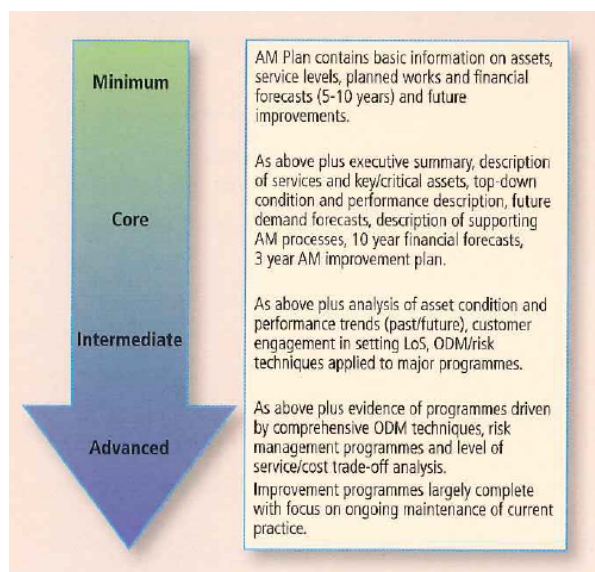 Minimum
AM Plan contains basic information on assets,
service levels, planned works and financial
forecasts (5-10 years) and future
improvements.
Core
As above plus executive summary, description
of services and key/critical assets, top-down
condition and performance description, future
demand forecasts, description of supporting
AM processes, 10 year financial forecasts,
3 year AM improvement plan.
Intermediate
As above plus analysis of asset condition and
performance trends (past/future), customer
engagement in setting LoS, ODM/risk
techniques applied to major programmes.
Advanced
As above plus evidence of programmes driven
by comprehensive ODM techniques, risk
management programmes and level of
service/cost trade-off analysis.
Improvement programmes largely complete
with focus on ongoing maintenance of current
practice.